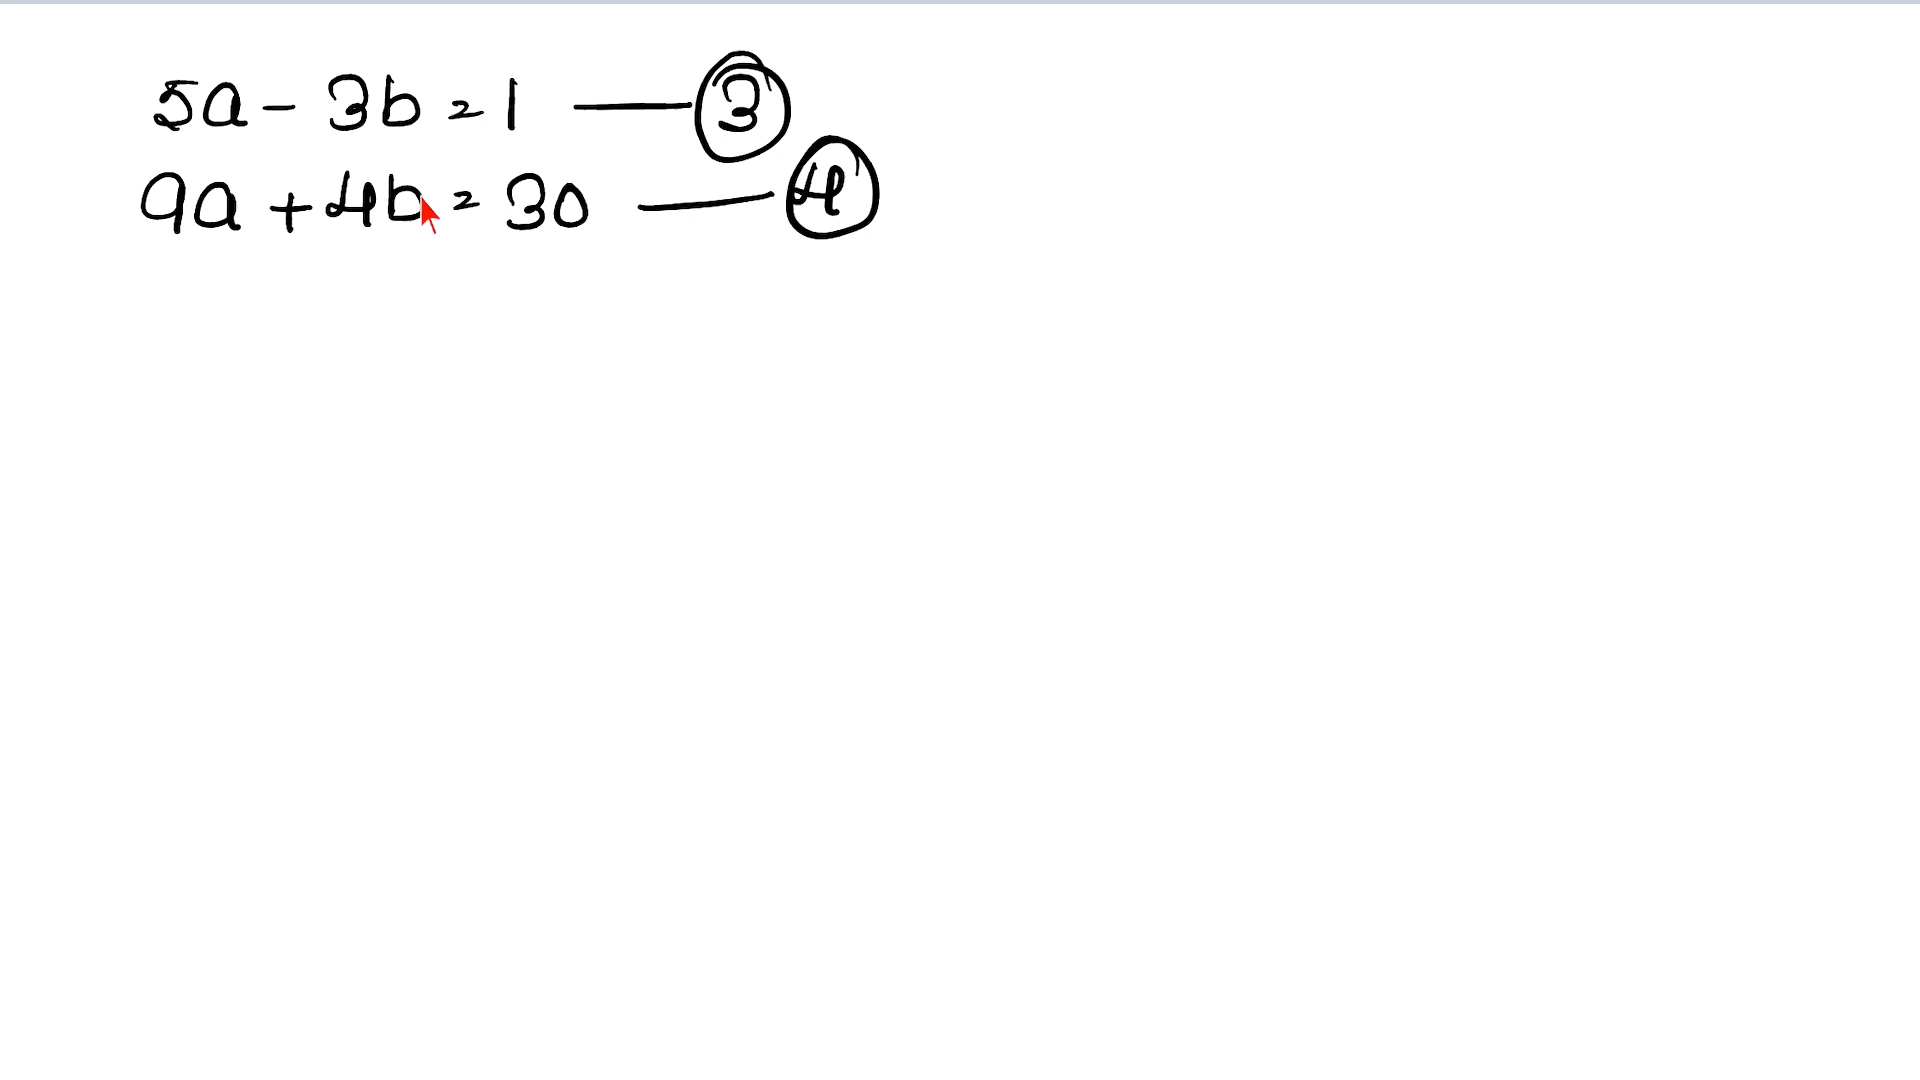 5a - 3b = 1 — 3
9a + 4b = 30 — 4